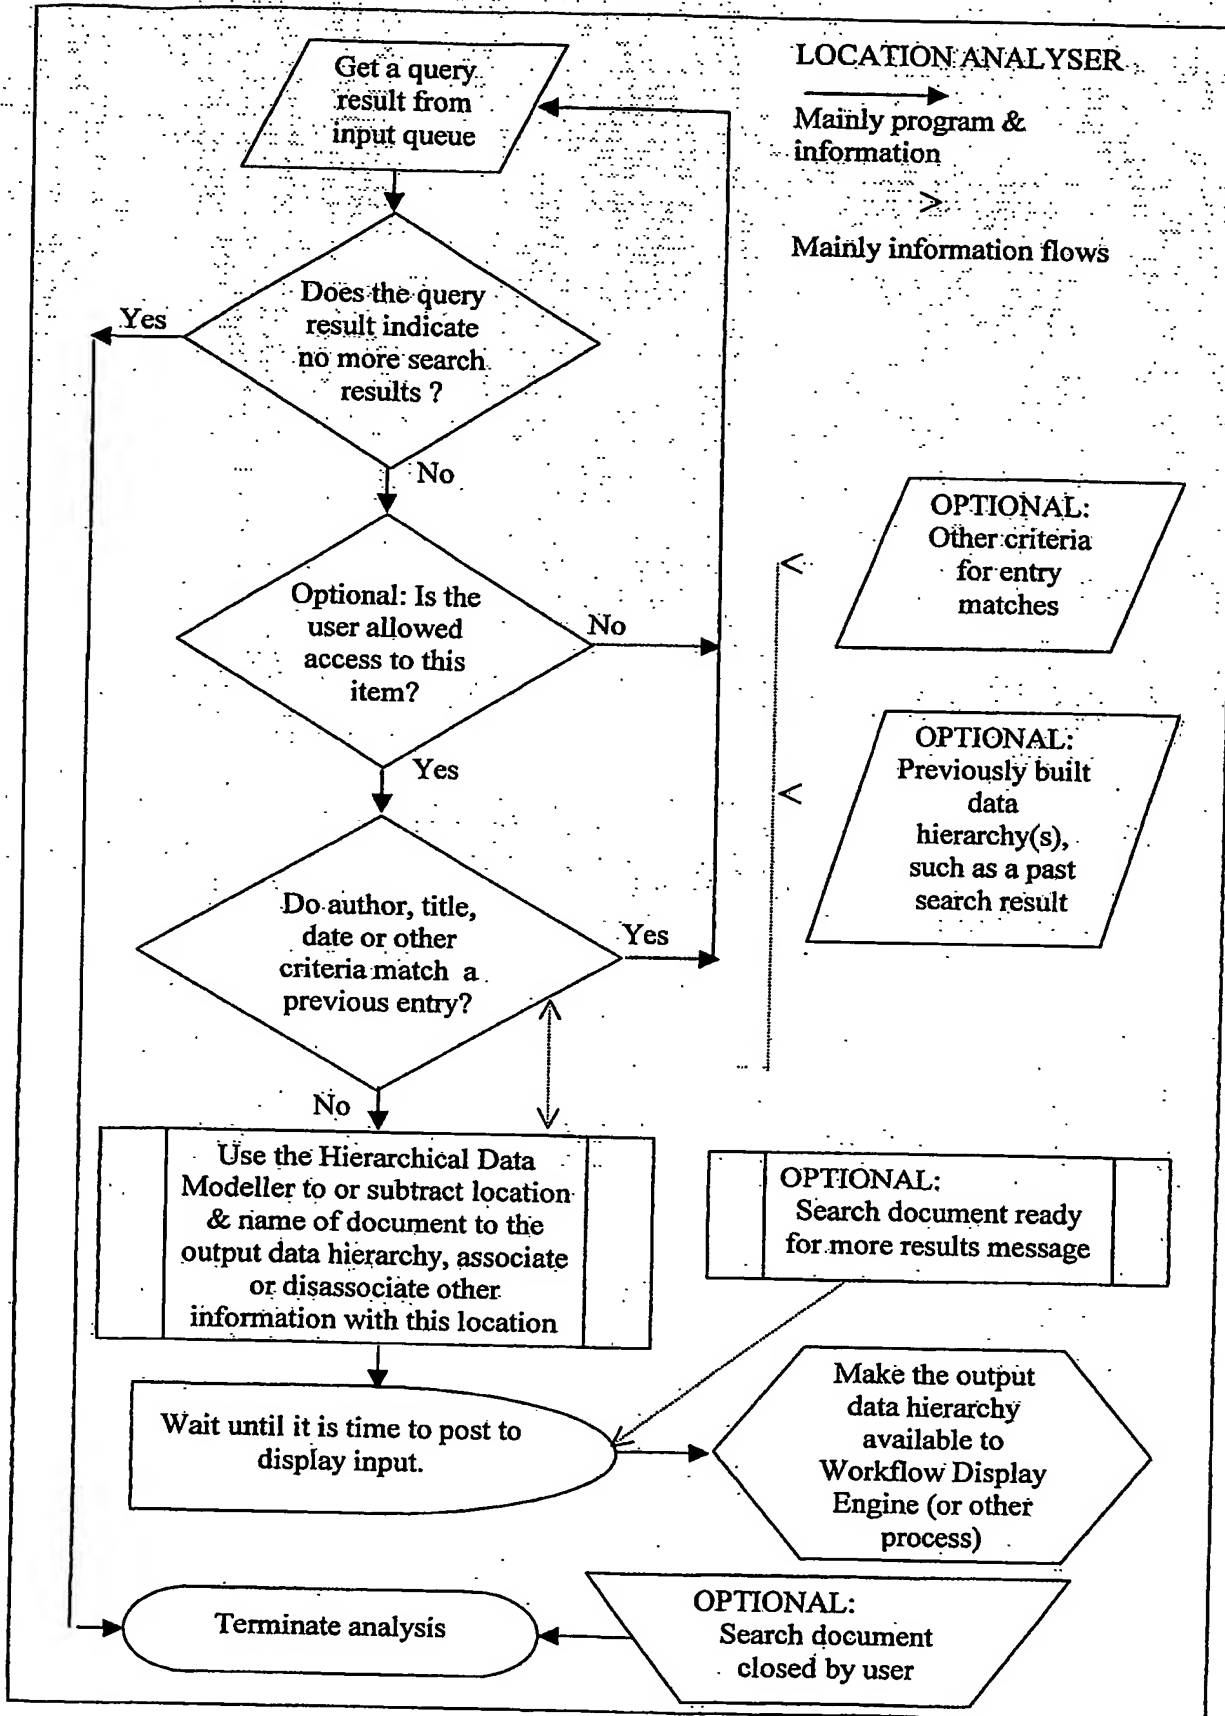 Get a query
result from
input queue
LOCATION ANALYSER
Mainly program &
information
Mainly information flows
Does the query
result indicate
no more search
results ?
Yes
No
OPTIONAL:
Other criteria
for entry
matches
Optional: Is the
user allowed
access to this
item?
No
Yes
OPTIONAL:
Previously built
data
hierarchy(s),
such as a past
search result
Do author, title,
date or other
criteria match a
previous entry?
Yes
No
Use the Hierarchical Data
Modeller to or subtract location
& name of document to the
output data hierarchy, associate
or disassociate other
information with this location
OPTIONAL:
Search document ready
for more results message
Wait until it is time to post to
display input.
Make the output
data hierarchy
available to
Workflow Display
Engine (or other
process)
Terminate analysis
OPTIONAL:
Search document
closed by user